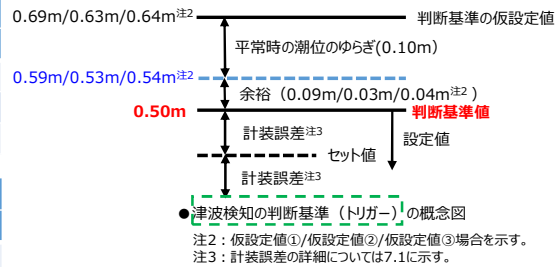 0.69m/0.63m/0.64m注2
判断基準の仮設定値
平常時の潮位のゆらぎ(0.10m)
0.59m/0.53m/0.54m注2
余裕（0.09m/0.03m/0.04m注2）
0.50m
判断基準値
計装誤差注3
設定値
セット値
計装誤差注3
●津波検知の判断基準（トリガー）の概念図
注2：仮設定値①/仮設定値②/仮設定値③場合を示す。
注3：計装誤差の詳細については7.1に示す。